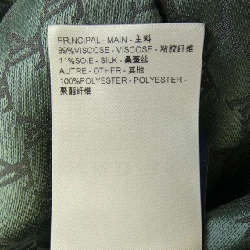 PRINCIPAL - MAIN - 主料
89%VISCOSE - VISCOSE - 粘胶纤维
11%SOIE - SILK - 桑蚕丝
AUTRE - OTHER - 其他
100%POLYESTER - POLYESTER -
聚酯纤维